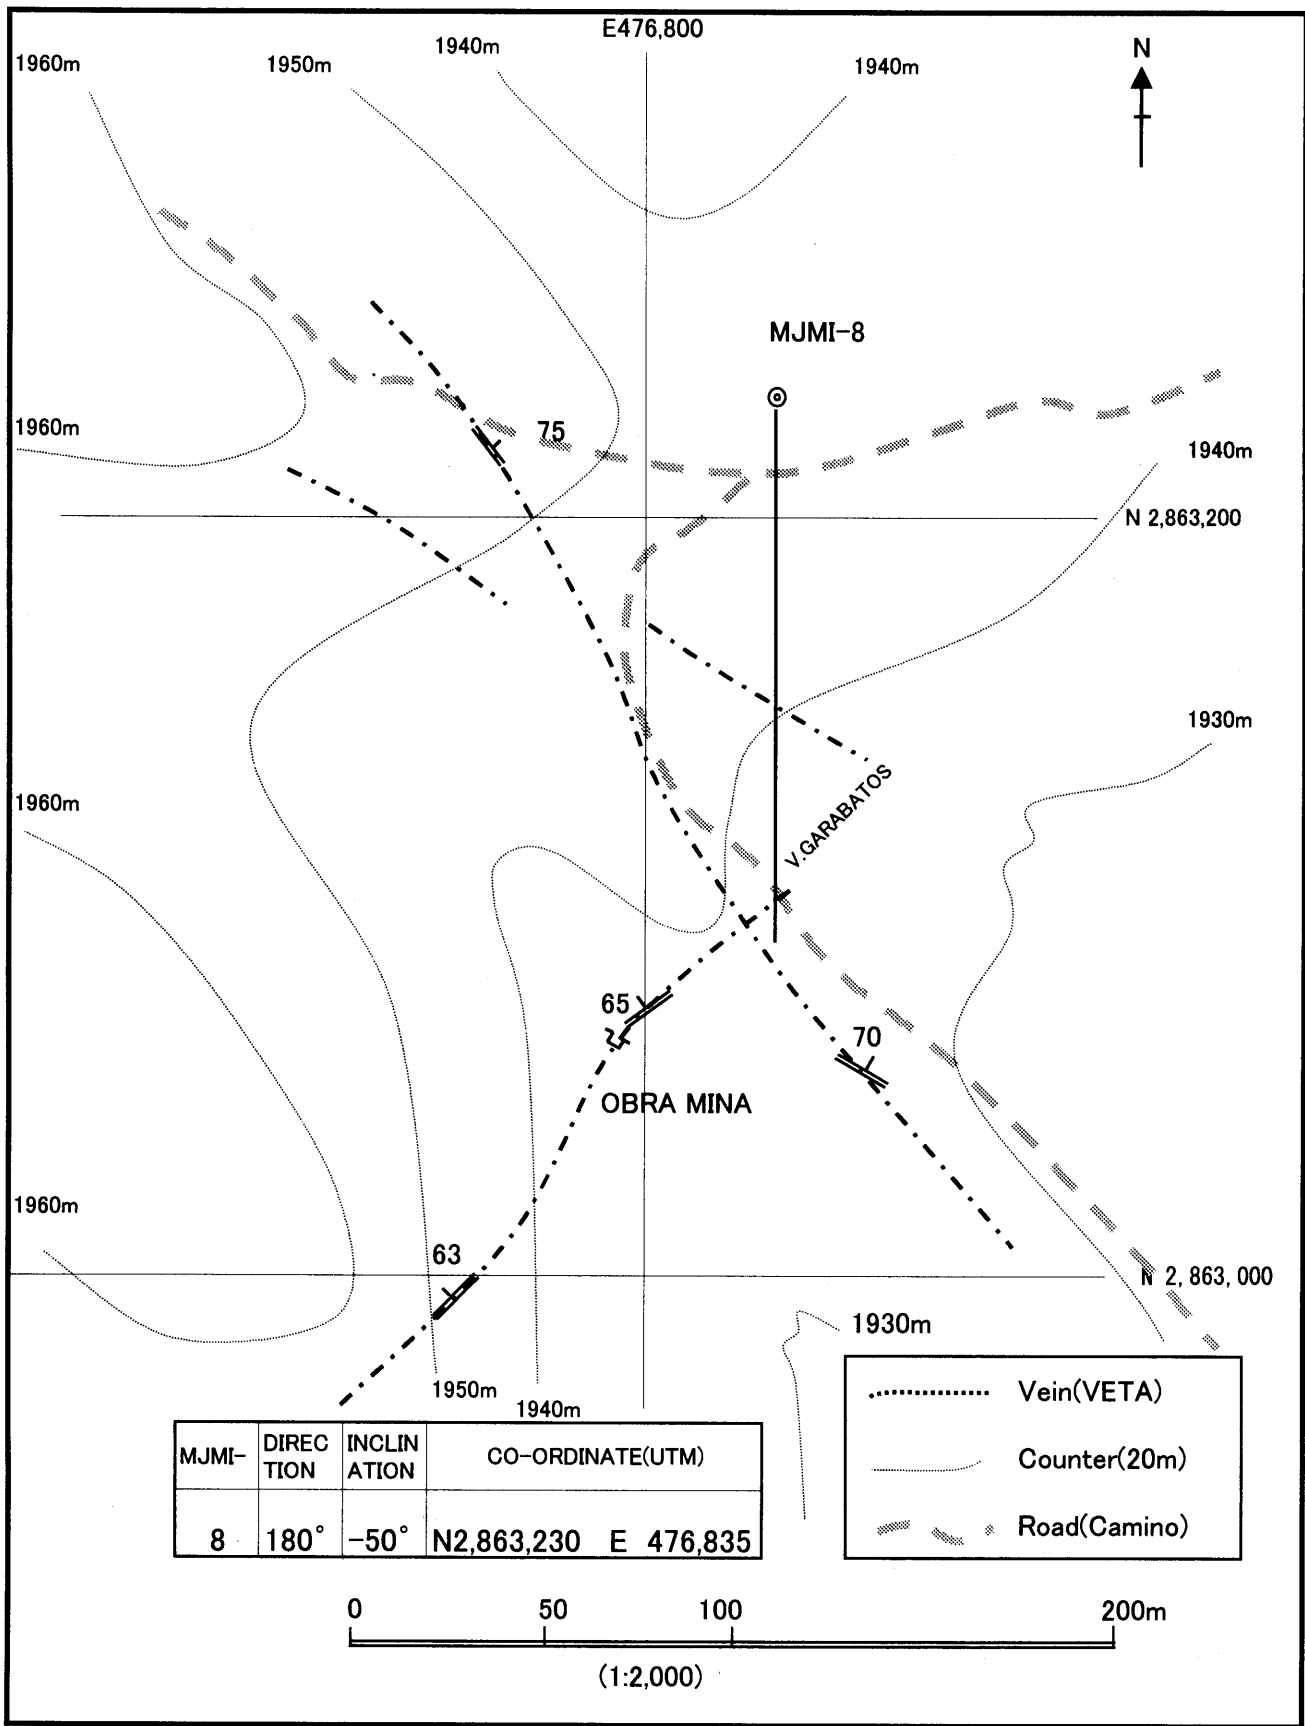 E476,800
1960m
1950m
1940m
1940m
N
MJMI-8
1960m
75
1940m
N 2,863,200
1930m
1960m
V.GARABATOS
65
70
OBRA MINA
1960m
63
N 2,863,000
1930m
1950m
1940m
Vein(VETA)
Counter(20m)
Road(Camino)
MJMI-
DIREC
TION
INCLIN
ATION
CO-ORDINATE(UTM)
8
180°
-50°
N2,863,230 E 476,835
0
50
100
200m
(1:2,000)